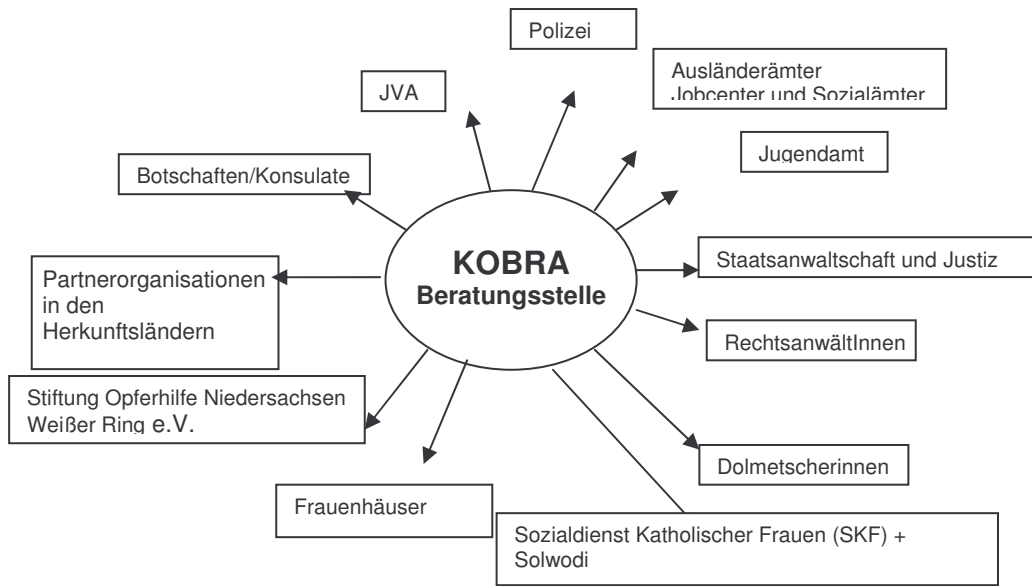 Polizei
Ausländerämter
Jobcenter und Sozialämter
JVA
Jugendamt
Botschaften/Konsulate
KOBRA
Beratungsstelle
Staatsanwaltschaft und Justiz
Partnerorganisationen
in den
Herkunftsländern
RechtsanwältInnen
Stiftung Opferhilfe Niedersachsen
Weißer Ring e.V.
Dolmetscherinnen
Frauenhäuser
Sozialdienst Katholischer Frauen (SKF) +
Solwodi